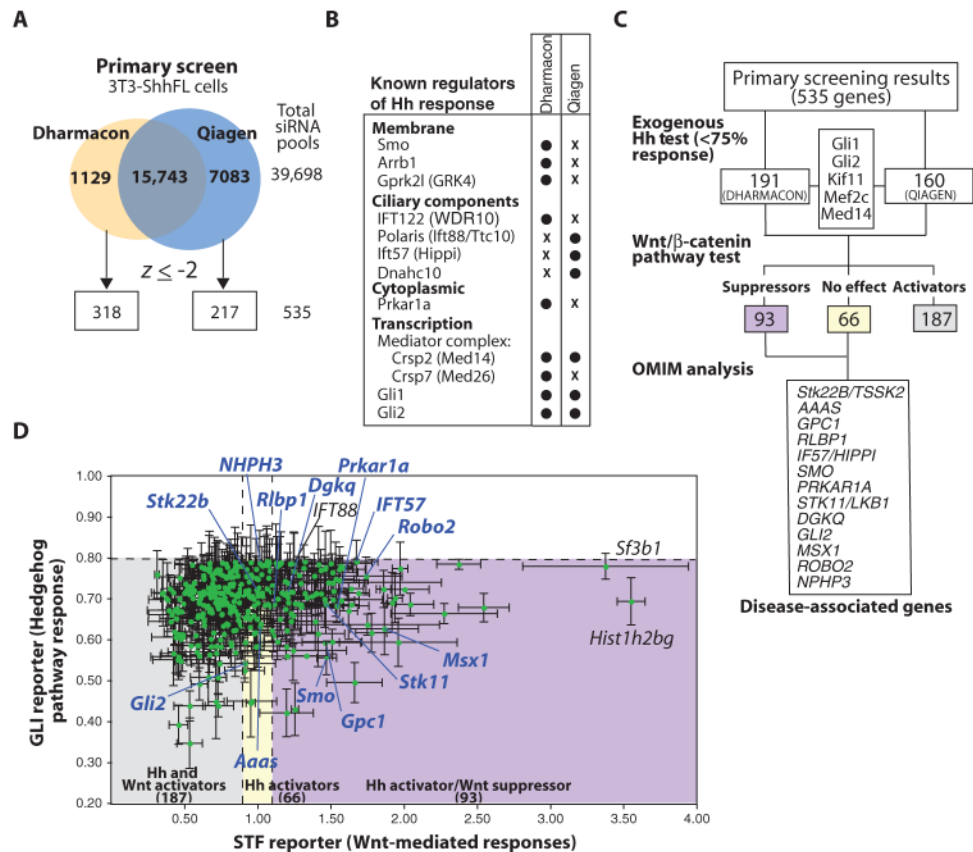 A
Primary screen
3T3-ShhFL cells
Dharmacon
Qiagen
Total
siRNA
pools
1129
15,743
7083
39,698
z ≤ -2
318
217
535
B
Known regulators
of Hh response
Dharmacon
Qiagen
Membrane
Smo ● x
Arrb1 ● x
Gprk2l (GRK4) ● x
Ciliary components
IFT122 (WDR10) ● x
Polaris (Ift88/Ttc10) x ●
Ift57 (Hippi) x ●
Dnahc10 x ●
Cytoplasmic
Prkar1a ● x
Transcription
Mediator complex:
Crsp2 (Med14) ● ●
Crsp7 (Med26) ● x
Gli1 ● ●
Gli2 ● ●
C
Primary screening results
(535 genes)
Exogenous
Hh test (<75%
response)
191
(DHARMACON)
Gli1
Gli2
Kif11
Mef2c
Med14
160
(QIAGEN)
Wnt/β-catenin
pathway test
Suppressors
No effect
Activators
93
66
187
OMIM analysis
Stk22B/TSSK2
AAAS
GPC1
RLBP1
IF57/HIPPI
SMO
PRKAR1A
STK11/LKB1
DGKQ
GLI2
MSX1
ROBO2
NPHP3
Disease-associated genes
D
GLI reporter (Hedgehog
pathway response)
1.00
0.90
0.80
0.70
0.60
0.50
0.40
0.30
0.20
NHPH3
Prkar1a
Stk22b
Rlbp1
Dgkq
IFT88
IFT57
Robo2
Sf3b1
Hist1h2bg
Msx1
Stk11
Smo
Gpc1
Gli2
Aaas
Hh and
Wnt activators
(187)
Hh activators
(66)
Hh activator/Wnt suppressor
(93)
0.50 1.00 1.50 2.00 2.50 3.00 3.50 4.00
STF reporter (Wnt-mediated responses)